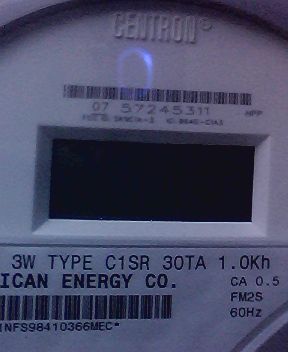 CENTRON®
07 57245311
3W TYPE C1SR 30TA 1.0Kh
ICAN ENERGY CO.
CA 0.5
FM2S
60Hz
INFS98410366MEC*